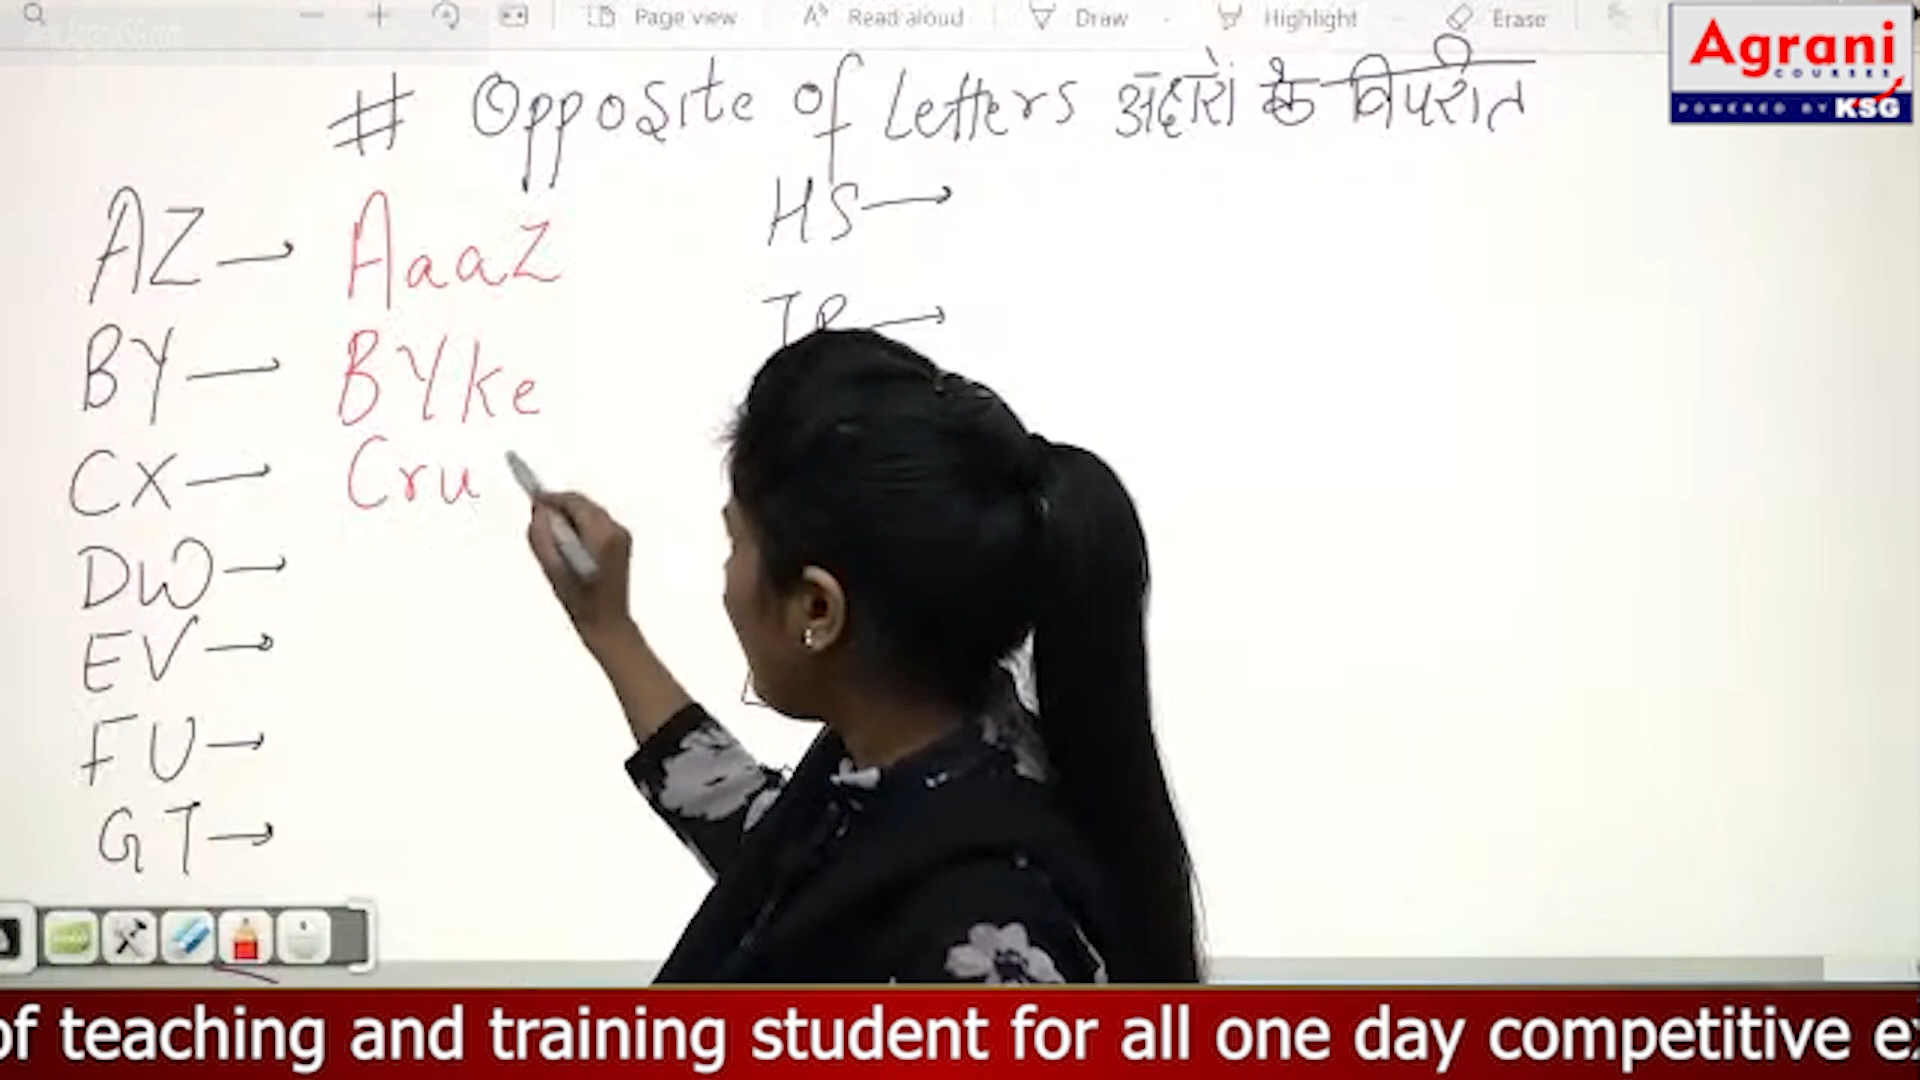 Page view Read aloud Draw Highlight Erase
Agrani
COURSES
POWERED BY KSG
# Opposite of Letters अक्षरों के विपरीत
AZ → AaaZ
BY → BYke
CX → Cru
DW →
EV →
FU →
GT →
HS →
IR →
of teaching and training student for all one day competitive ex